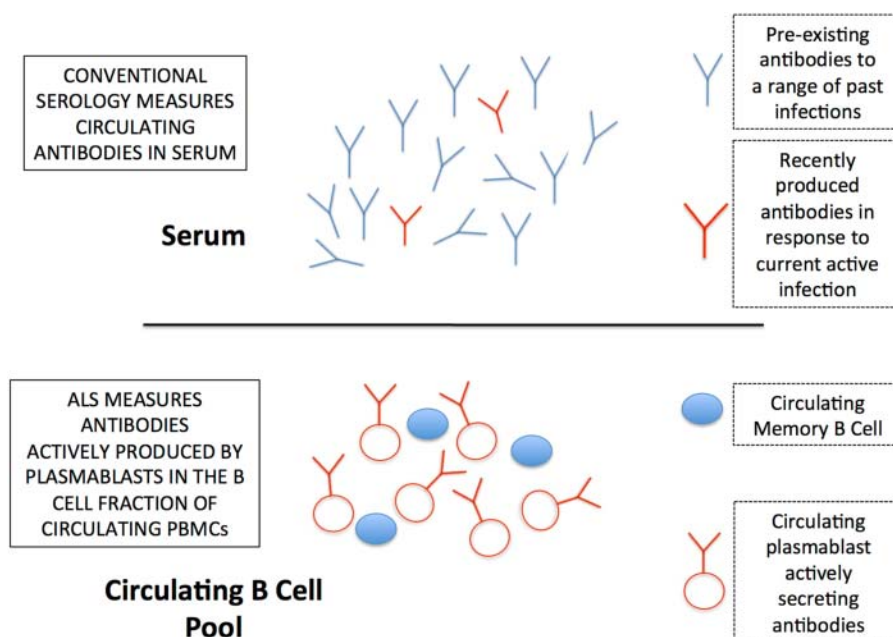 CONVENTIONAL
SEROLOGY MEASURES
CIRCULATING
ANTIBODIES IN SERUM
Serum
Pre-existing
antibodies to
a range of past
infections
Recently
produced
antibodies in
response to
current active
infection
ALS MEASURES
ANTIBODIES
ACTIVELY PRODUCED BY
PLASMABLASTS IN THE B
CELL FRACTION OF
CIRCULATING PBMCs
Circulating B Cell
Pool
Circulating
Memory B Cell
Circulating
plasmablast
actively
secreting
antibodies